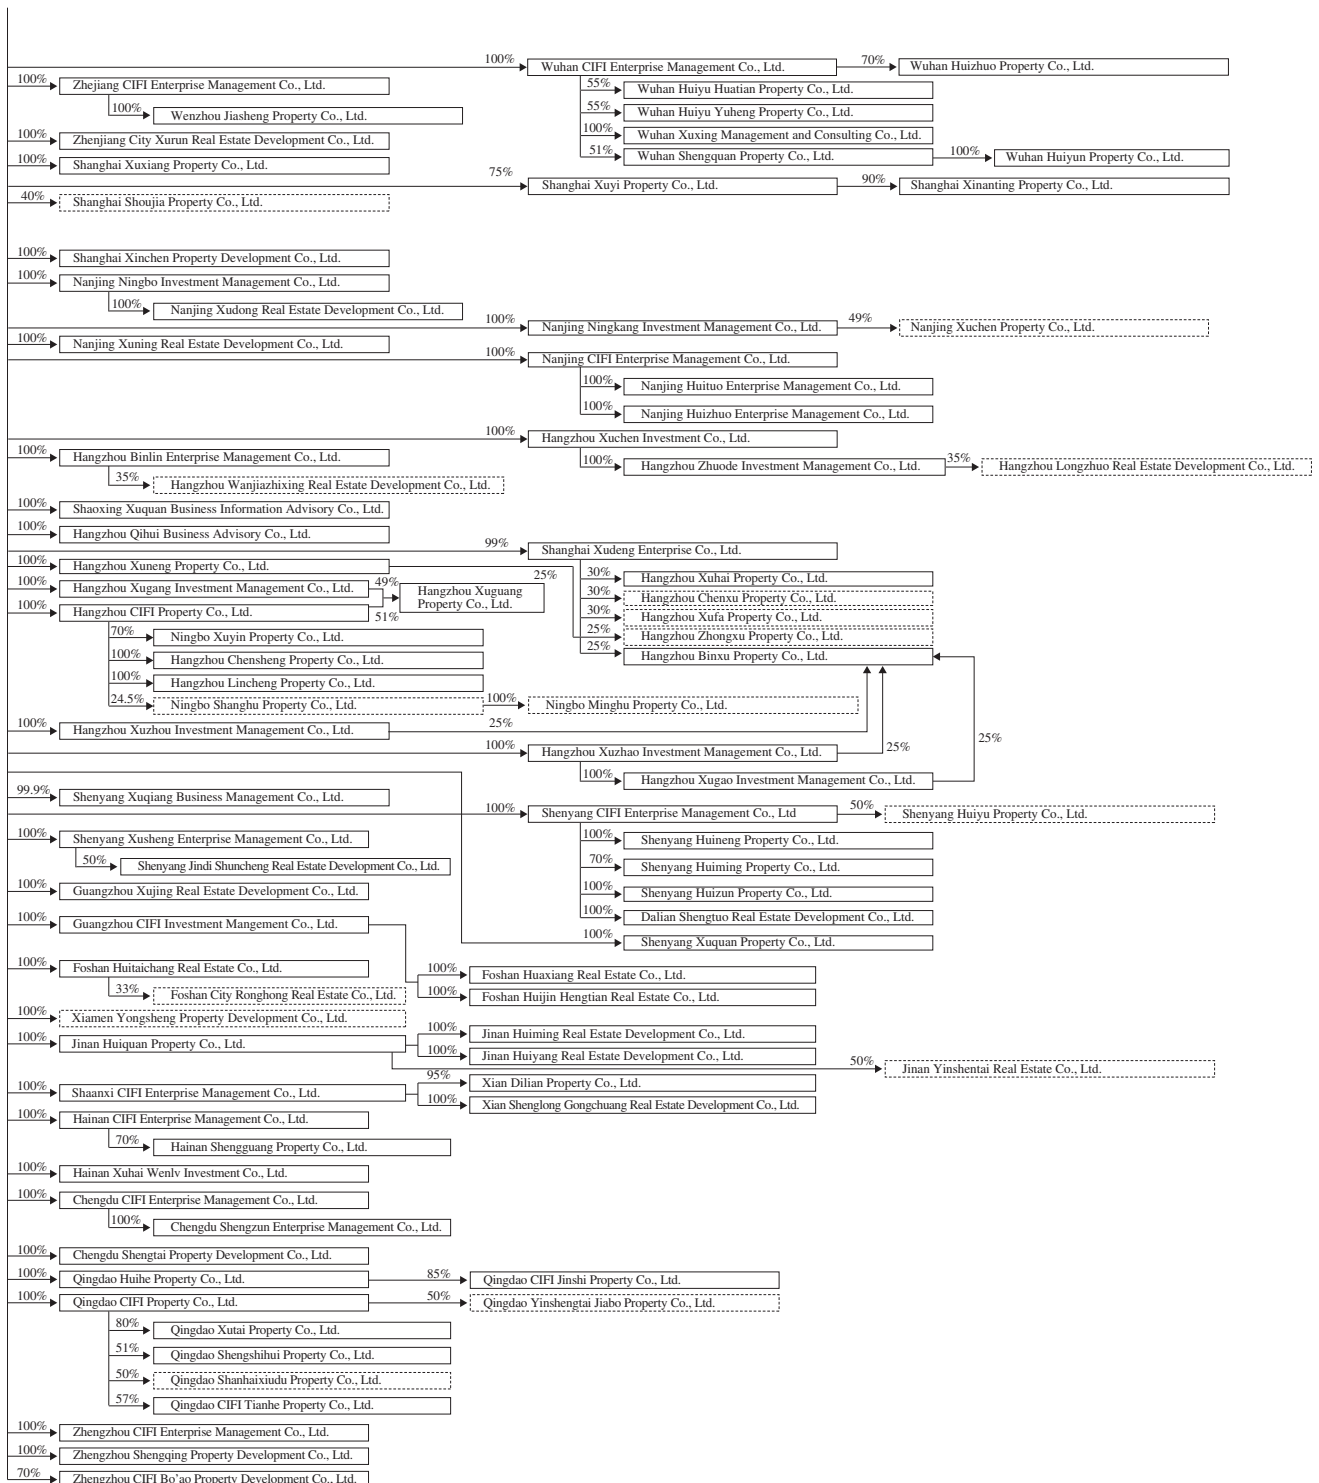 100% Wuhan CIFI Enterprise Management Co., Ltd. 70% Wuhan Huizhuo Property Co., Ltd.
100% Zhejiang CIFI Enterprise Management Co., Ltd.
55% Wuhan Huiyu Huatian Property Co., Ltd.
100% Wenzhou Jiasheng Property Co., Ltd.
55% Wuhan Huiyu Yuheng Property Co., Ltd.
100% Zhenjiang City Xurun Real Estate Development Co., Ltd.
100% Wuhan Xuxing Management and Consulting Co., Ltd.
100% Shanghai Xuxiang Property Co., Ltd.
51% Wuhan Shengquan Property Co., Ltd. 100% Wuhan Huiyun Property Co., Ltd.
75% Shanghai Xuyi Property Co., Ltd. 90% Shanghai Xinanting Property Co., Ltd.
40% Shanghai Shoujia Property Co., Ltd.
100% Shanghai Xinchen Property Development Co., Ltd.
100% Nanjing Ningbo Investment Management Co., Ltd.
100% Nanjing Xudong Real Estate Development Co., Ltd.
100% Nanjing Ningkang Investment Management Co., Ltd. 49% Nanjing Xuchen Property Co., Ltd.
100% Nanjing Xuning Real Estate Development Co., Ltd.
100% Nanjing CIFI Enterprise Management Co., Ltd.
100% Nanjing Huituo Enterprise Management Co., Ltd.
100% Nanjing Huizhuo Enterprise Management Co., Ltd.
100% Hangzhou Xuchen Investment Co., Ltd.
100% Hangzhou Binlin Enterprise Management Co., Ltd.
100% Hangzhou Zhuode Investment Management Co., Ltd. 35% Hangzhou Longzhuo Real Estate Development Co., Ltd.
35% Hangzhou Wanjiazhixing Real Estate Development Co., Ltd.
100% Shaoxing Xuquan Business Information Advisory Co., Ltd.
100% Hangzhou Qihui Business Advisory Co., Ltd.
99% Shanghai Xudeng Enterprise Co., Ltd.
100% Hangzhou Xuneng Property Co., Ltd. 25%
30% Hangzhou Xuhai Property Co., Ltd.
100% Hangzhou Xugang Investment Management Co., Ltd. 49% Hangzhou Xuguang
Property Co., Ltd.
30% Hangzhou Chenxu Property Co., Ltd.
100% Hangzhou CIFI Property Co., Ltd. 51%
30% Hangzhou Xufa Property Co., Ltd.
70% Ningbo Xuyin Property Co., Ltd.
25% Hangzhou Zhongxu Property Co., Ltd.
25% Hangzhou Binxu Property Co., Ltd.
100% Hangzhou Chensheng Property Co., Ltd.
100% Hangzhou Lincheng Property Co., Ltd.
24.5% Ningbo Shanghu Property Co., Ltd. 100% Ningbo Minghu Property Co., Ltd.
100% Hangzhou Xuzhou Investment Management Co., Ltd. 25%
25%
100% Hangzhou Xuzhao Investment Management Co., Ltd. 25%
100% Hangzhou Xugao Investment Management Co., Ltd.
99.9% Shenyang Xuqiang Business Management Co., Ltd.
100% Shenyang CIFI Enterprise Management Co., Ltd 50% Shenyang Huiyu Property Co., Ltd.
100% Shenyang Xusheng Enterprise Management Co., Ltd.
100% Shenyang Huineng Property Co., Ltd.
50% Shenyang Jindi Shuncheng Real Estate Development Co., Ltd.
70% Shenyang Huiming Property Co., Ltd.
100% Guangzhou Xujing Real Estate Development Co., Ltd.
100% Shenyang Huizun Property Co., Ltd.
100% Guangzhou CIFI Investment Mangement Co., Ltd.
100% Dalian Shengtuo Real Estate Development Co., Ltd.
100% Shenyang Xuquan Property Co., Ltd.
100% Foshan Huitaichang Real Estate Co., Ltd.
100% Foshan Huaxiang Real Estate Co., Ltd.
33% Foshan City Ronghong Real Estate Co., Ltd.
100% Foshan Huijin Hengtian Real Estate Co., Ltd.
100% Xiamen Yongsheng Property Development Co., Ltd.
100% Jinan Huiming Real Estate Development Co., Ltd.
100% Jinan Huiquan Property Co., Ltd.
100% Jinan Huiyang Real Estate Development Co., Ltd.
50% Jinan Yinshentai Real Estate Co., Ltd.
95% Xian Dilian Property Co., Ltd.
100% Shaanxi CIFI Enterprise Management Co., Ltd.
100% Xian Shenglong Gongchuang Real Estate Development Co., Ltd.
100% Hainan CIFI Enterprise Management Co., Ltd.
70% Hainan Shengguang Property Co., Ltd.
100% Hainan Xuhai Wenlv Investment Co., Ltd.
100% Chengdu CIFI Enterprise Management Co., Ltd.
100% Chengdu Shengzun Enterprise Management Co., Ltd.
100% Chengdu Shengtai Property Development Co., Ltd.
100% Qingdao Huihe Property Co., Ltd. 85% Qingdao CIFI Jinshi Property Co., Ltd.
100% Qingdao CIFI Property Co., Ltd. 50% Qingdao Yinshengtai Jiabo Property Co., Ltd.
80% Qingdao Xutai Property Co., Ltd.
51% Qingdao Shengshihui Property Co., Ltd.
50% Qingdao Shanhaixiudu Property Co., Ltd.
57% Qingdao CIFI Tianhe Property Co., Ltd.
100% Zhengzhou CIFI Enterprise Management Co., Ltd.
100% Zhengzhou Shengqing Property Development Co., Ltd.
70% Zhengzhou CIFI Bo'ao Property Development Co., Ltd.